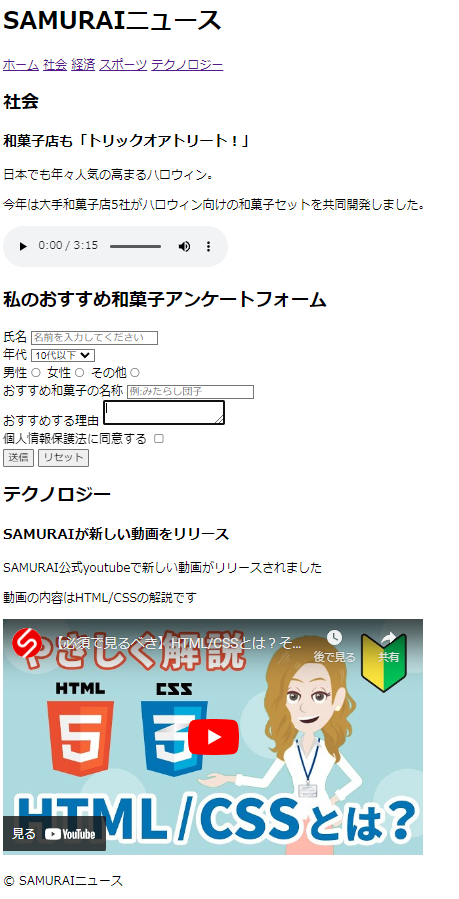 SAMURAIニュース
ホーム 社会 経済 スポーツ テクノロジー
社会
和菓子店も「トリックオアトリート！」
日本でも年々人気の高まるハロウィン。
今年は大手和菓子店5社がハロウィン向けの和菓子セットを共同開発しました。
0:00 / 3:15
私のおすすめ和菓子アンケートフォーム
氏名 名前を入力してください
年代 10代以下
男性 女性 その他
おすすめ和菓子の名称 例:みたらし団子
おすすめする理由
個人情報保護法に同意する
送信 リセット
テクノロジー
SAMURAIが新しい動画をリリース
SAMURAI公式youtubeで新しい動画がリリースされました
動画の内容はHTML/CSSの解説です
【必須で見るべき】HTML/CSSとは？そ...
後で見る 共有
やさしく解説
HTML CSS
5 3
HTML/CSSとは？
見る YouTube
© SAMURAIニュース